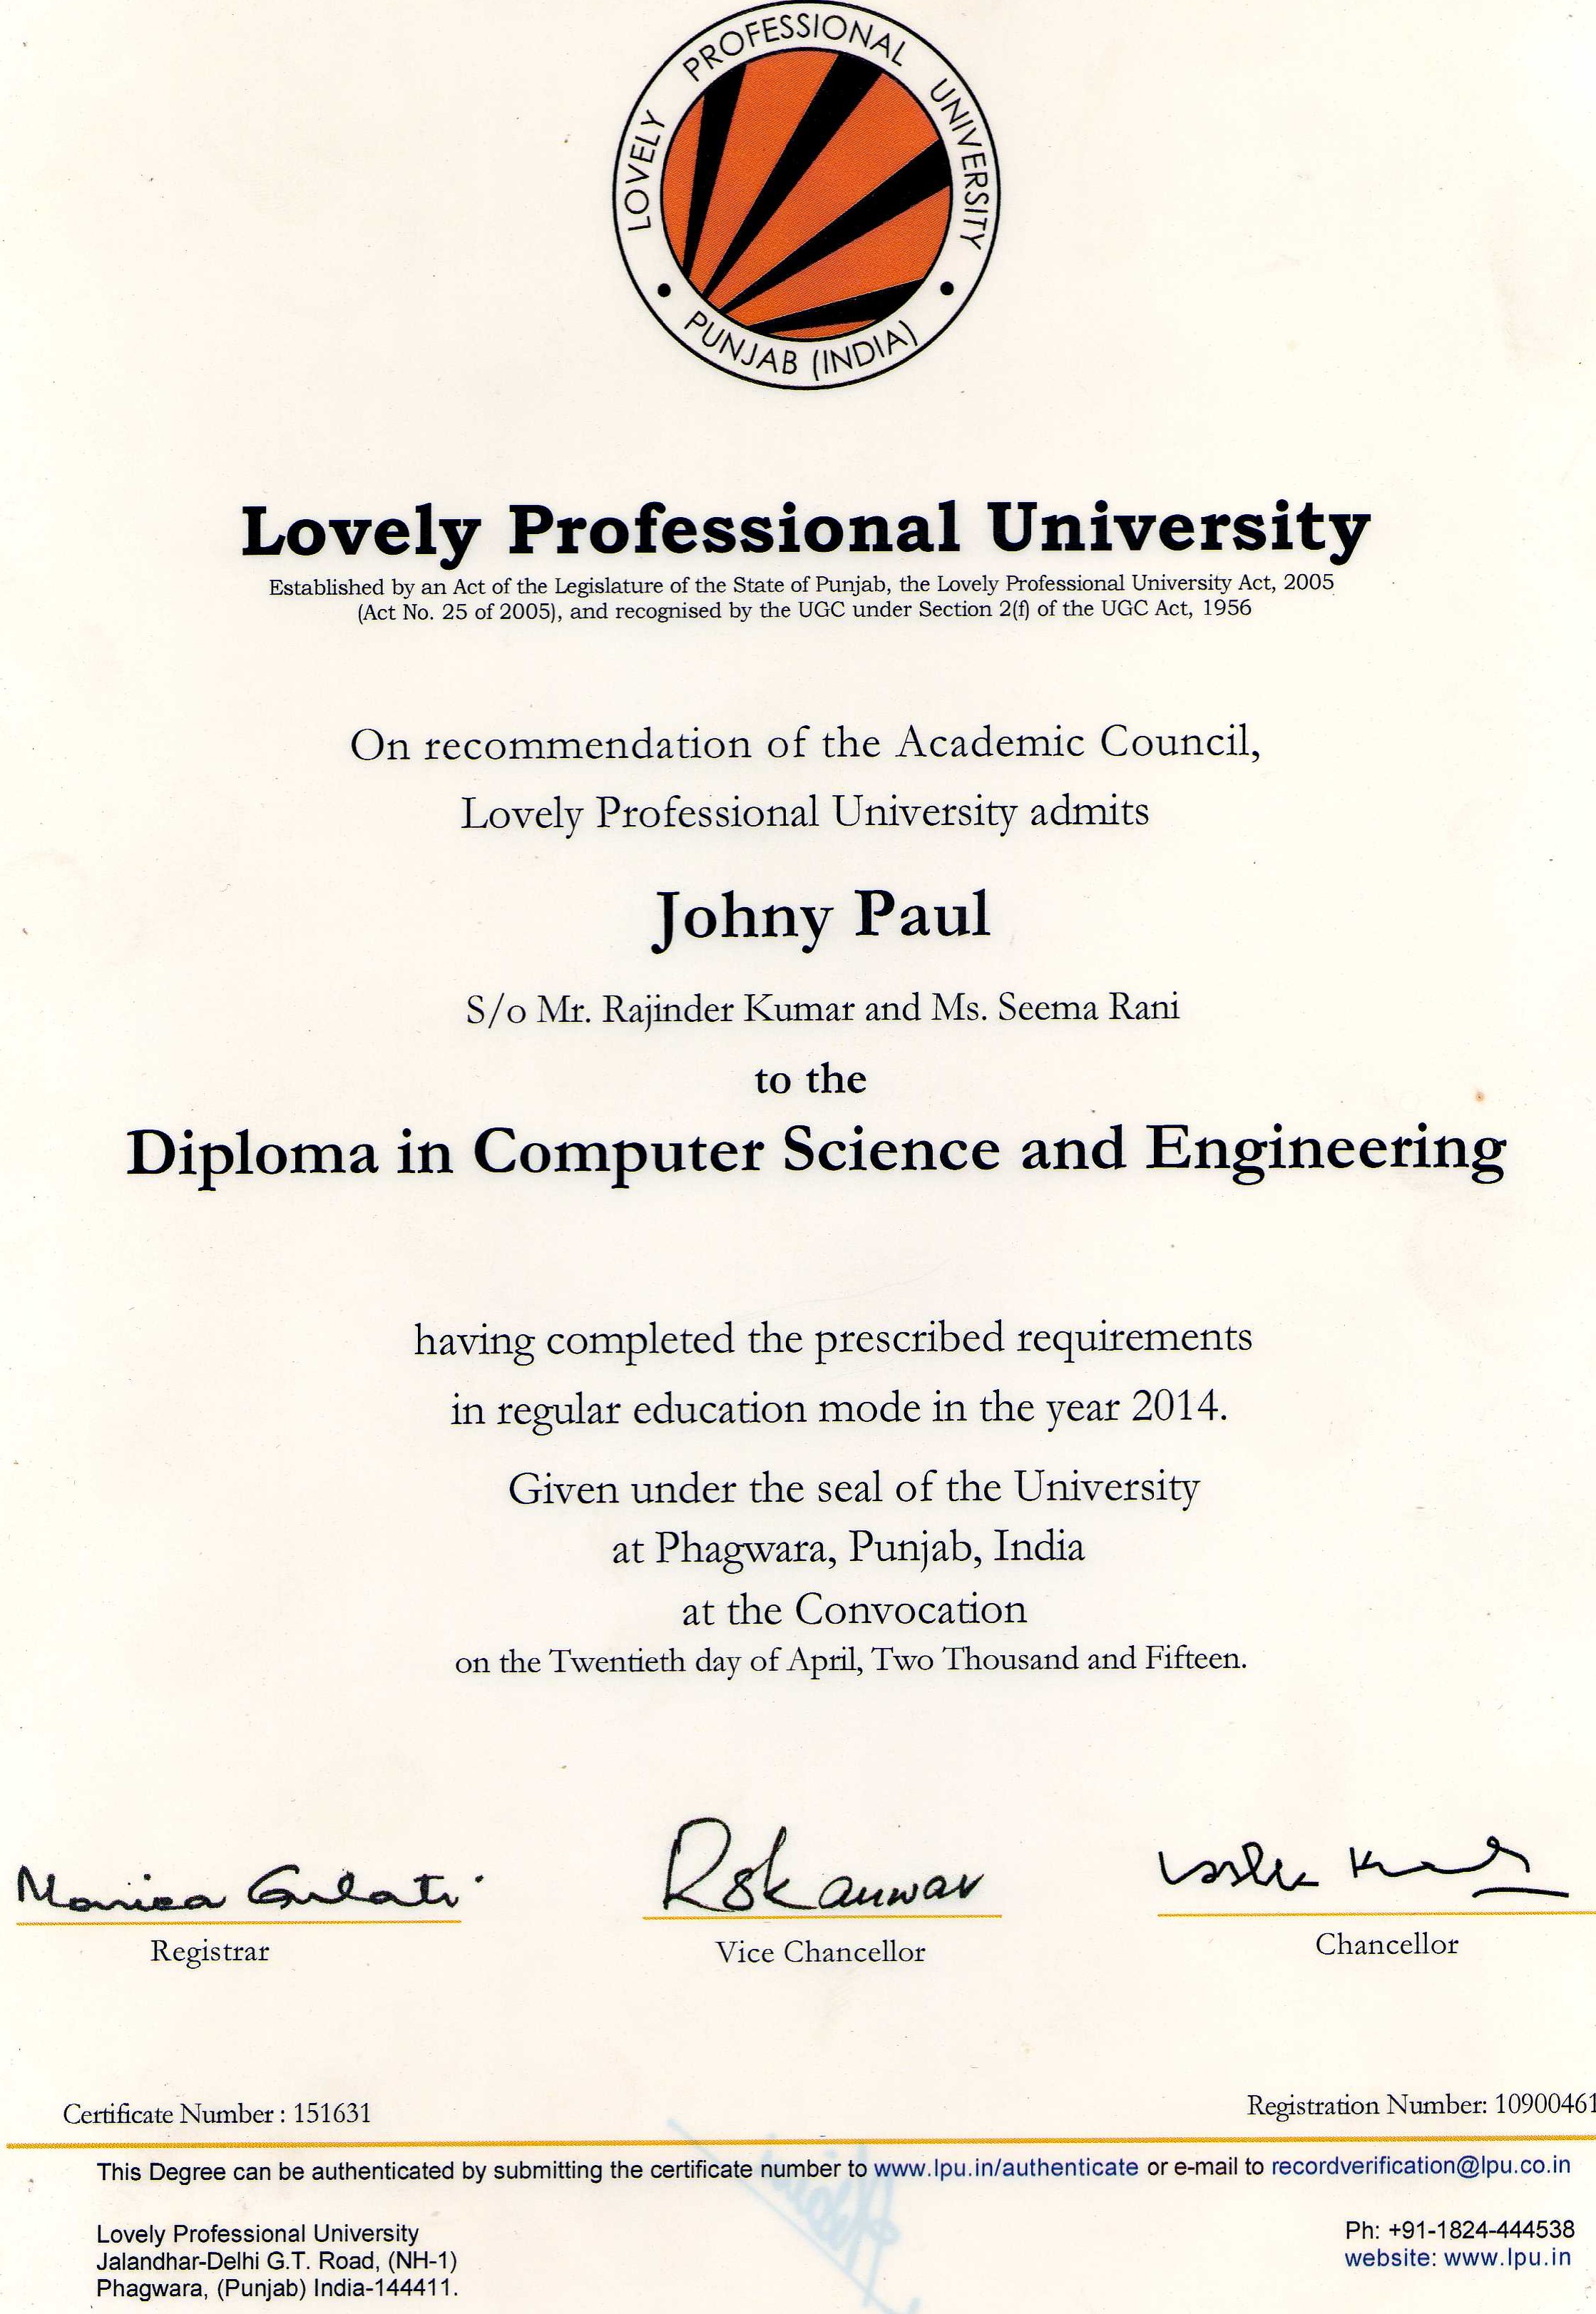 LOVELY PROFESSIONAL UNIVERSITY
• PUNJAB (INDIA) •
Lovely Professional University
Established by an Act of the Legislature of the State of Punjab, the Lovely Professional University Act, 2005
(Act No. 25 of 2005), and recognised by the UGC under Section 2(f) of the UGC Act, 1956
On recommendation of the Academic Council,
Lovely Professional University admits
Johny Paul
S/o Mr. Rajinder Kumar and Ms. Seema Rani
to the
Diploma in Computer Science and Engineering
having completed the prescribed requirements
in regular education mode in the year 2014.
Given under the seal of the University
at Phagwara, Punjab, India
at the Convocation
on the Twentieth day of April, Two Thousand and Fifteen.
Monica Gulati
RSKanwar
Registrar
Vice Chancellor
Chancellor
Certificate Number : 151631
Registration Number: 10900461
This Degree can be authenticated by submitting the certificate number to www.lpu.in/authenticate or e-mail to recordverification@lpu.co.in
Lovely Professional University
Jalandhar-Delhi G.T. Road, (NH-1)
Phagwara, (Punjab) India-144411.
Ph: +91-1824-444538
website: www.lpu.in